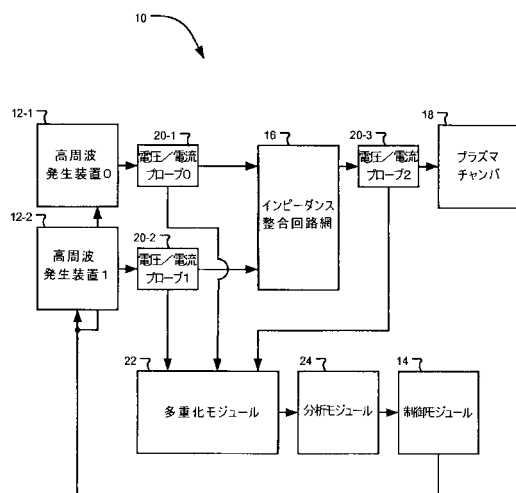 10
12-1
高周波
発生装置0
20-1
電圧/電流
プローブ0
16
インピーダンス
整合回路網
20-3
電圧/電流
プローブ2
18
プラズマ
チャンバ
12-2
高周波
発生装置1
20-2
電圧/電流
プローブ1
22
多重化モジュール
24
分析モジュール
14
制御モジュール